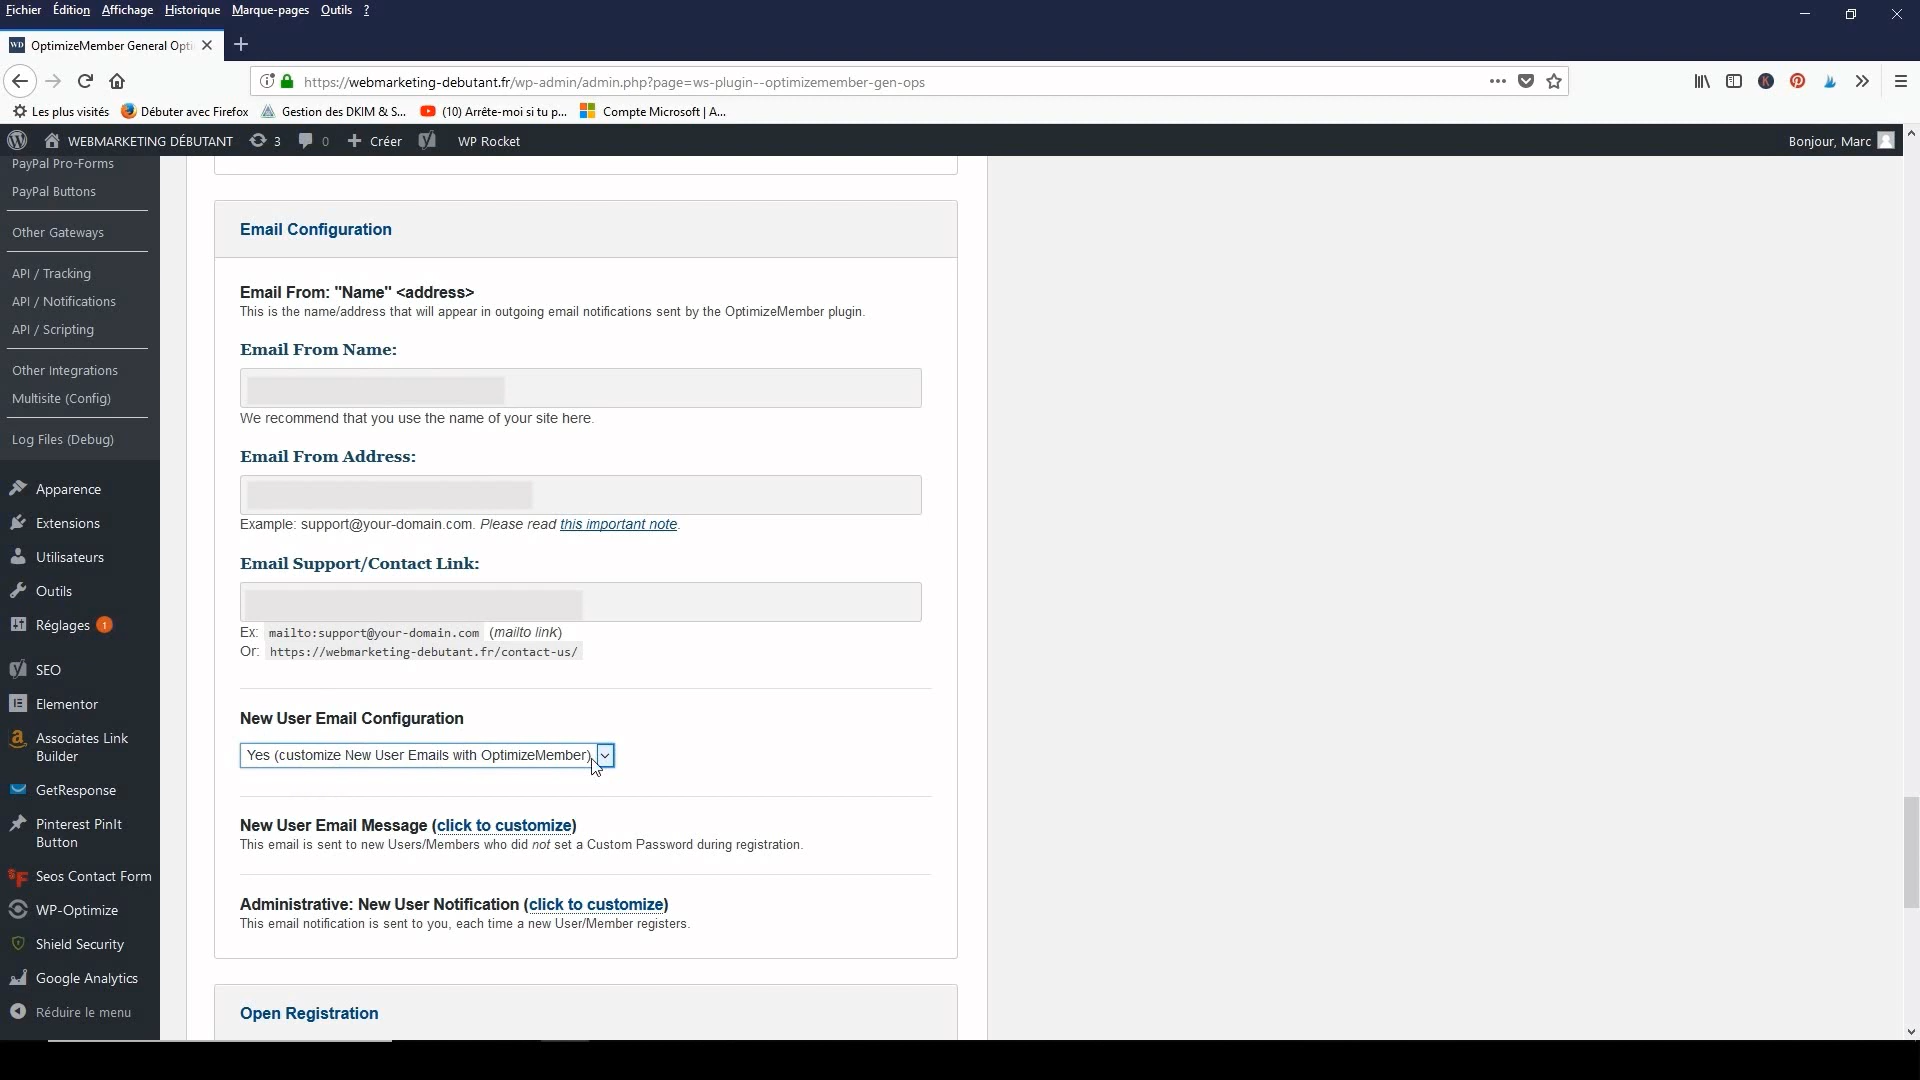 Fichier Édition Affichage Historique Marque-pages Outils ?
OptimizeMember General Opti
https://webmarketing-debutant.fr/wp-admin/admin.php?page=ws-plugin--optimizemember-gen-ops
Les plus visités Débuter avec Firefox Gestion des DKIM & S... (10) Arrête-moi si tu p... Compte Microsoft | A...
WEBMARKETING DÉBUTANT 3 0 Créer WP Rocket Bonjour, Marc
PayPal Pro-Forms
PayPal Buttons
Other Gateways
API / Tracking
API / Notifications
API / Scripting
Other Integrations
Multisite (Config)
Log Files (Debug)
Apparence
Extensions
Utilisateurs
Outils
Réglages 1
SEO
Elementor
Associates Link
Builder
GetResponse
Pinterest PinIt
Button
Seos Contact Form
WP-Optimize
Shield Security
Google Analytics
Réduire le menu
Email Configuration
Email From: "Name" <address>
This is the name/address that will appear in outgoing email notifications sent by the OptimizeMember plugin.
Email From Name:
We recommend that you use the name of your site here.
Email From Address:
Example: support@your-domain.com. Please read this important note.
Email Support/Contact Link:
Ex: mailto:support@your-domain.com (mailto link)
Or: https://webmarketing-debutant.fr/contact-us/
New User Email Configuration
Yes (customize New User Emails with OptimizeMember)
New User Email Message (click to customize)
This email is sent to new Users/Members who did not set a Custom Password during registration.
Administrative: New User Notification (click to customize)
This email notification is sent to you, each time a new User/Member registers.
Open Registration